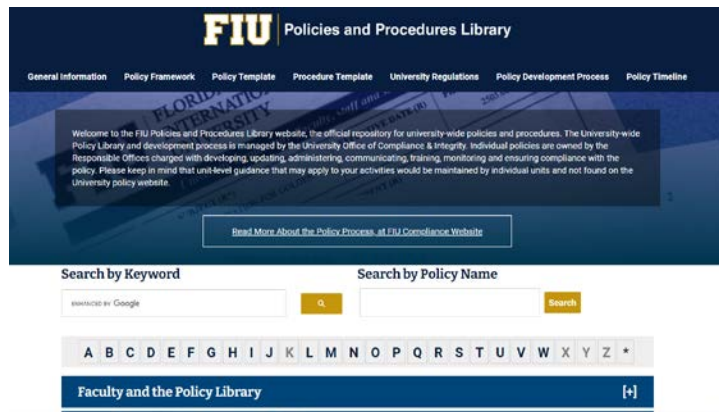 FIU Policies and Procedures Library
General Information Policy Framework Policy Template Procedure Template University Regulations Policy Development Process Policy Timeline
Welcome to the FIU Policies and Procedures Library website, the official repository for university-wide policies and procedures. The University-wide
Policy Library and development process is managed by the University Office of Compliance & Integrity. Individual policies are owned by the
Responsible Offices charged with developing, updating, administering, communicating, training, monitoring and ensuring compliance with the
policy. Please keep in mind that unit-level guidance that may apply to your activities would be maintained by individual units and not found on the
University policy website.
Read More About the Policy Process, at FIU Compliance Website
Search by Keyword Search by Policy Name
ENHANCED BY Google Search
A B C D E F G H I J K L M N O P Q R S T U V W X Y Z *
Faculty and the Policy Library [+]